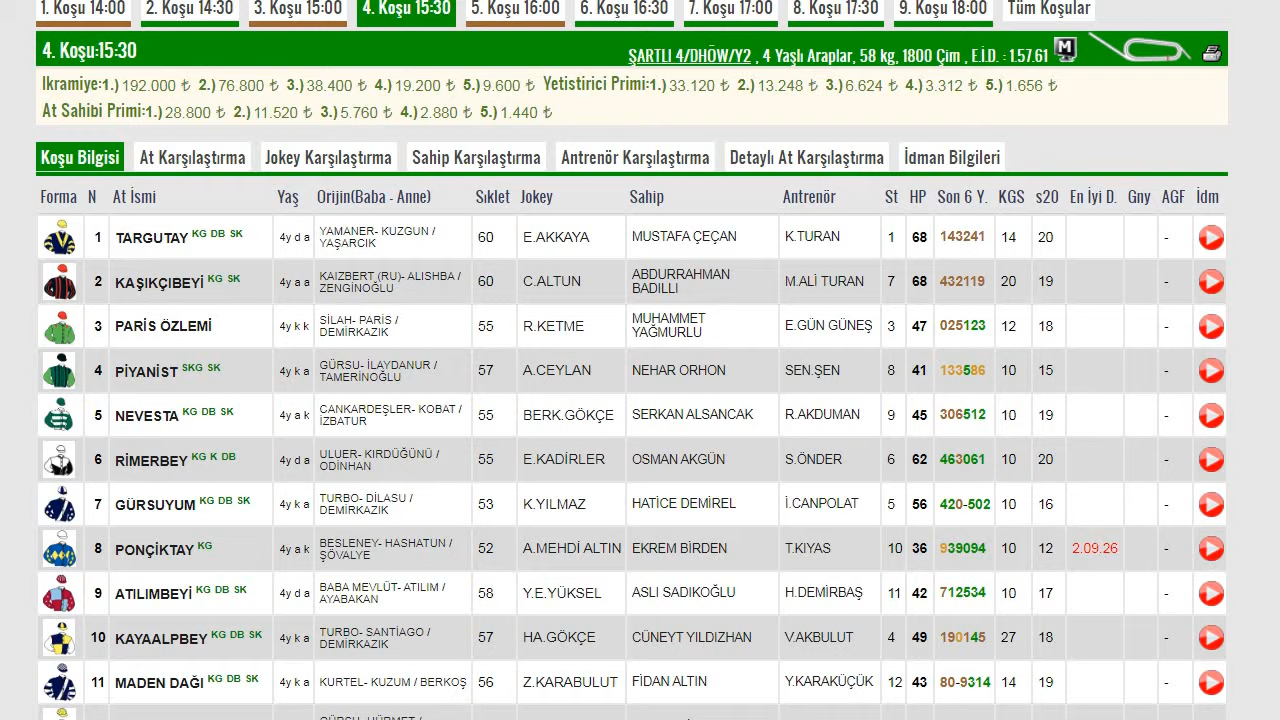 1. Koşu 14:00 2. Koşu 14:30 3. Koşu 15:00 4. Koşu 15:30 5. Koşu 16:00 6. Koşu 16:30 7. Koşu 17:00 8. Koşu 17:30 9. Koşu 18:00 Tüm Koşular
4. Koşu:15:30 ŞARTLI 4/DHÖW/Y2 , 4 Yaşlı Araplar, 58 kg, 1800 Çim , E.İ.D. : 1.57.61 M
Ikramiye:1.) 192.000 ₺ 2.) 76.800 ₺ 3.) 38.400 ₺ 4.) 19.200 ₺ 5.) 9.600 ₺ Yetistirici Primi:1.) 33.120 ₺ 2.) 13.248 ₺ 3.) 6.624 ₺ 4.) 3.312 ₺ 5.) 1.656 ₺
At Sahibi Primi:1.) 28.800 ₺ 2.) 11.520 ₺ 3.) 5.760 ₺ 4.) 2.880 ₺ 5.) 1.440 ₺
Koşu Bilgisi At Karşılaştırma Jokey Karşılaştırma Sahip Karşılaştırma Antrenör Karşılaştırma Detaylı At Karşılaştırma İdman Bilgileri
Forma N At İsmi Yaş Orijin(Baba - Anne) Sıklet Jokey Sahip Antrenör St HP Son 6 Y. KGS s20 En İyi D. Gny AGF İdm
1 TARGUTAY KG DB SK 4y d a YAMANER- KUZGUN / YAŞARCIK 60 E.AKKAYA MUSTAFA ÇEÇAN K.TURAN 1 68 143241 14 20 -
2 KAŞIKÇIBEYİ KG SK 4y a a KAIZBERT (RU)- ALISHBA / ZENGİNOĞLU 60 C.ALTUN ABDURRAHMAN BADILLI M.ALİ TURAN 7 68 432119 20 19 -
3 PARİS ÖZLEMİ 4y k k SİLAH- PARİS / DEMİRKAZIK 55 R.KETME MUHAMMET YAĞMURLU E.GÜN GÜNEŞ 3 47 025123 12 18 -
4 PİYANİST SKG SK 4y k a GÜRSU- İLAYDANUR / TAMERİNOĞLU 57 A.CEYLAN NEHAR ORHON SEN.ŞEN 8 41 133586 10 15 -
5 NEVESTA KG DB SK 4y a k CANKARDEŞLER- KOBAT / İZBATUR 55 BERK.GÖKÇE SERKAN ALSANCAK R.AKDUMAN 9 45 306512 10 19 -
6 RİMERBEY KG K DB 4y d a ULUER- KIRDÜĞÜNÜ / ODİNHAN 55 E.KADİRLER OSMAN AKGÜN S.ÖNDER 6 62 463061 10 20 -
7 GÜRSUYUM KG DB SK 4y k a TURBO- DİLASU / DEMİRKAZIK 53 K.YILMAZ HATİCE DEMİREL İ.CANPOLAT 5 56 420-502 10 16 -
8 PONÇİKTAY KG 4y a k BESLENEY- HASHATUN / ŞÖVALYE 52 A.MEHDİ ALTIN EKREM BİRDEN T.KIYAS 10 36 939094 10 12 2.09.26 -
9 ATILIMBEYİ KG DB SK 4y d a BABA MEVLÜT- ATILIM / AYABAKAN 58 Y.E.YÜKSEL ASLI SADIKOĞLU H.DEMİRBAŞ 11 42 712534 10 17 -
10 KAYAALPBEY KG DB SK 4y k a TURBO- SANTİAGO / DEMİRKAZIK 57 HA.GÖKÇE CÜNEYT YILDIZHAN V.AKBULUT 4 49 190145 27 18 -
11 MADEN DAĞI KG DB SK 4y k a KURTEL- KUZUM / BERKOŞ 56 Z.KARABULUT FİDAN ALTIN Y.KARAKÜÇÜK 12 43 80-9314 14 19 -